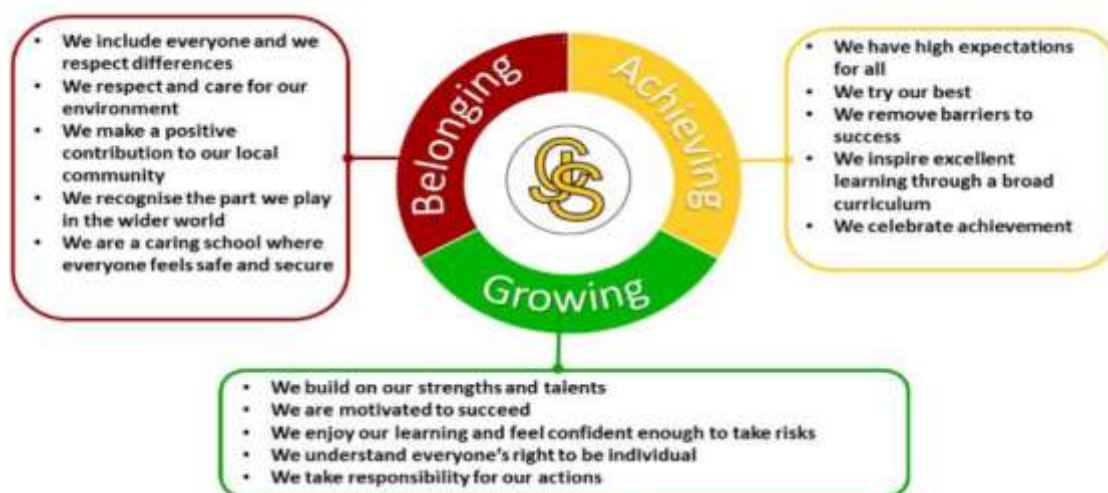 • We include everyone and we
respect differences
• We respect and care for our
environment
• We make a positive
contribution to our local
community
• We recognise the part we play
in the wider world
• We are a caring school where
everyone feels safe and secure
Belonging
Achieving
Growing
CJS
• We have high expectations
for all
• We try our best
• We remove barriers to
success
• We inspire excellent
learning through a broad
curriculum
• We celebrate achievement
• We build on our strengths and talents
• We are motivated to succeed
• We enjoy our learning and feel confident enough to take risks
• We understand everyone's right to be individual
• We take responsibility for our actions